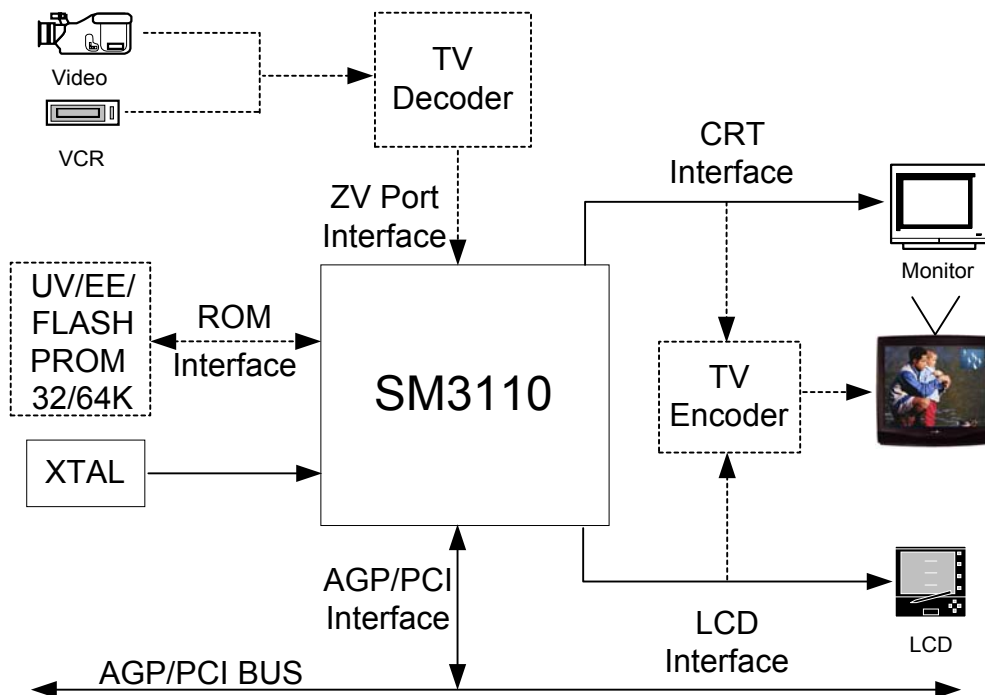 Video
VCR
TV
Decoder
ZV Port
Interface
CRT
Interface
Monitor
UV/EE/
FLASH
PROM
32/64K
ROM
Interface
SM3110
TV
Encoder
XTAL
AGP/PCI
Interface
LCD
Interface
LCD
AGP/PCI BUS